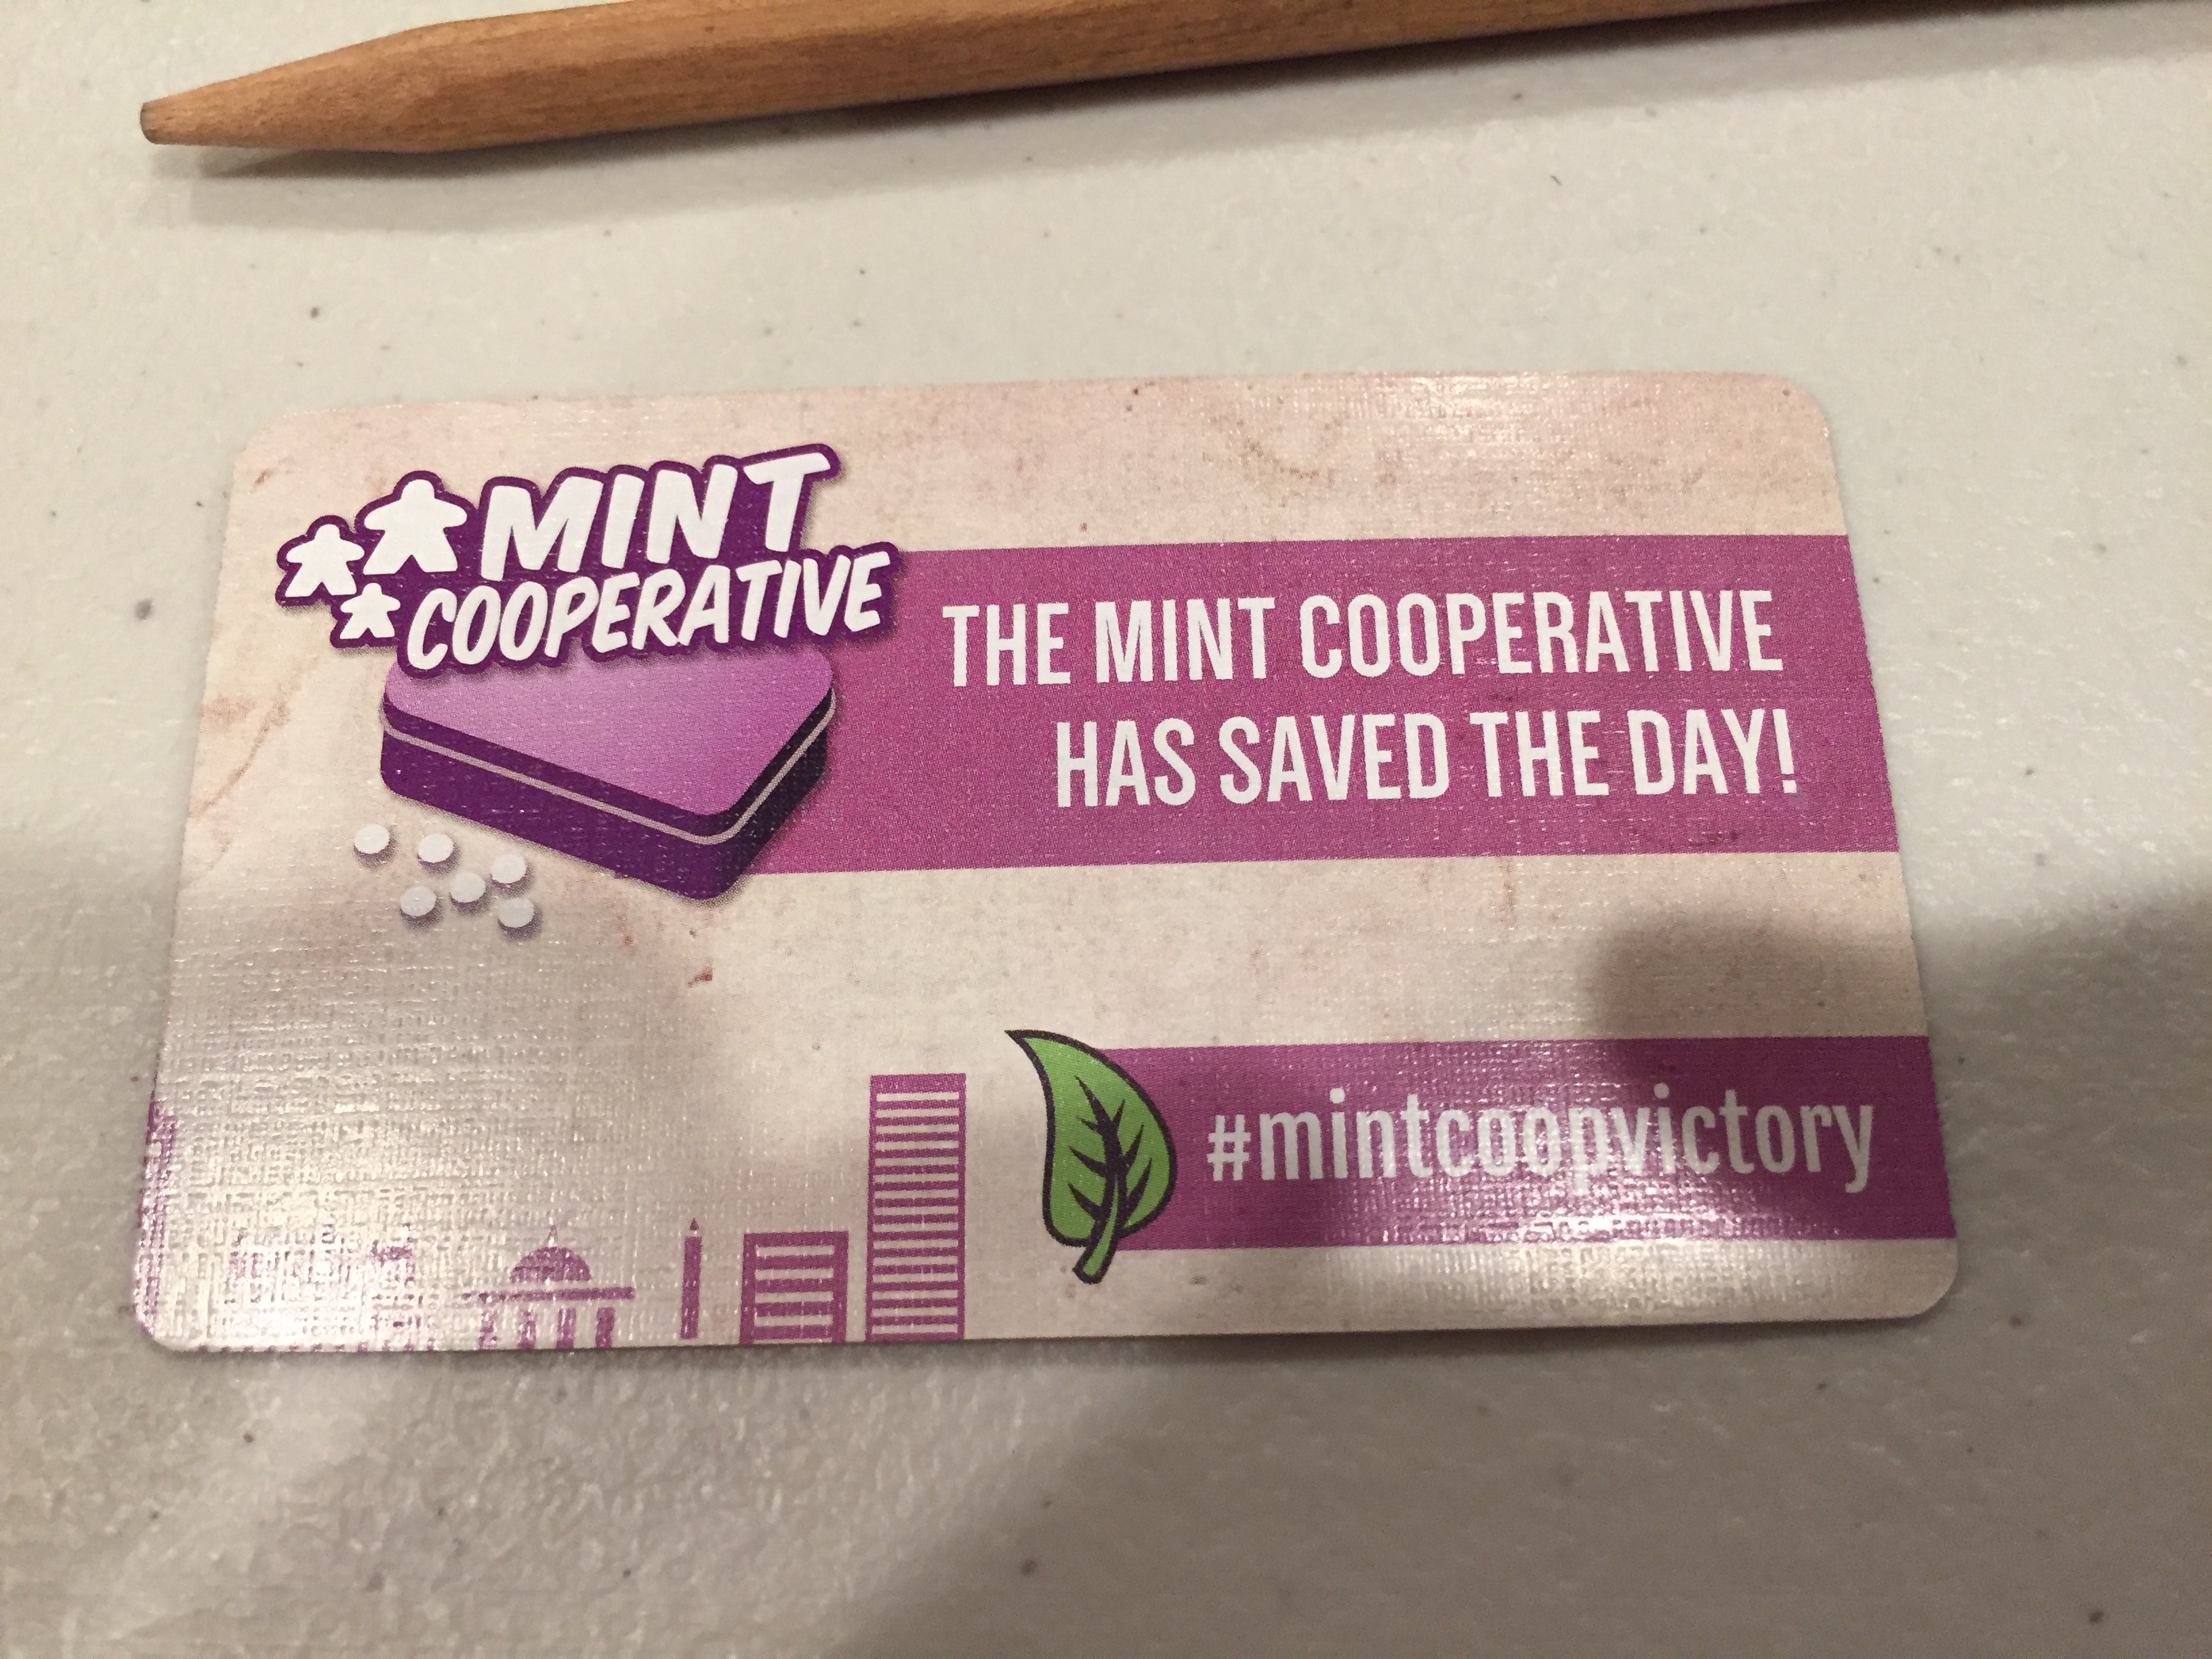 MINT
COOPERATIVE
THE MINT COOPERATIVE
HAS SAVED THE DAY!
#mintcoopvictory